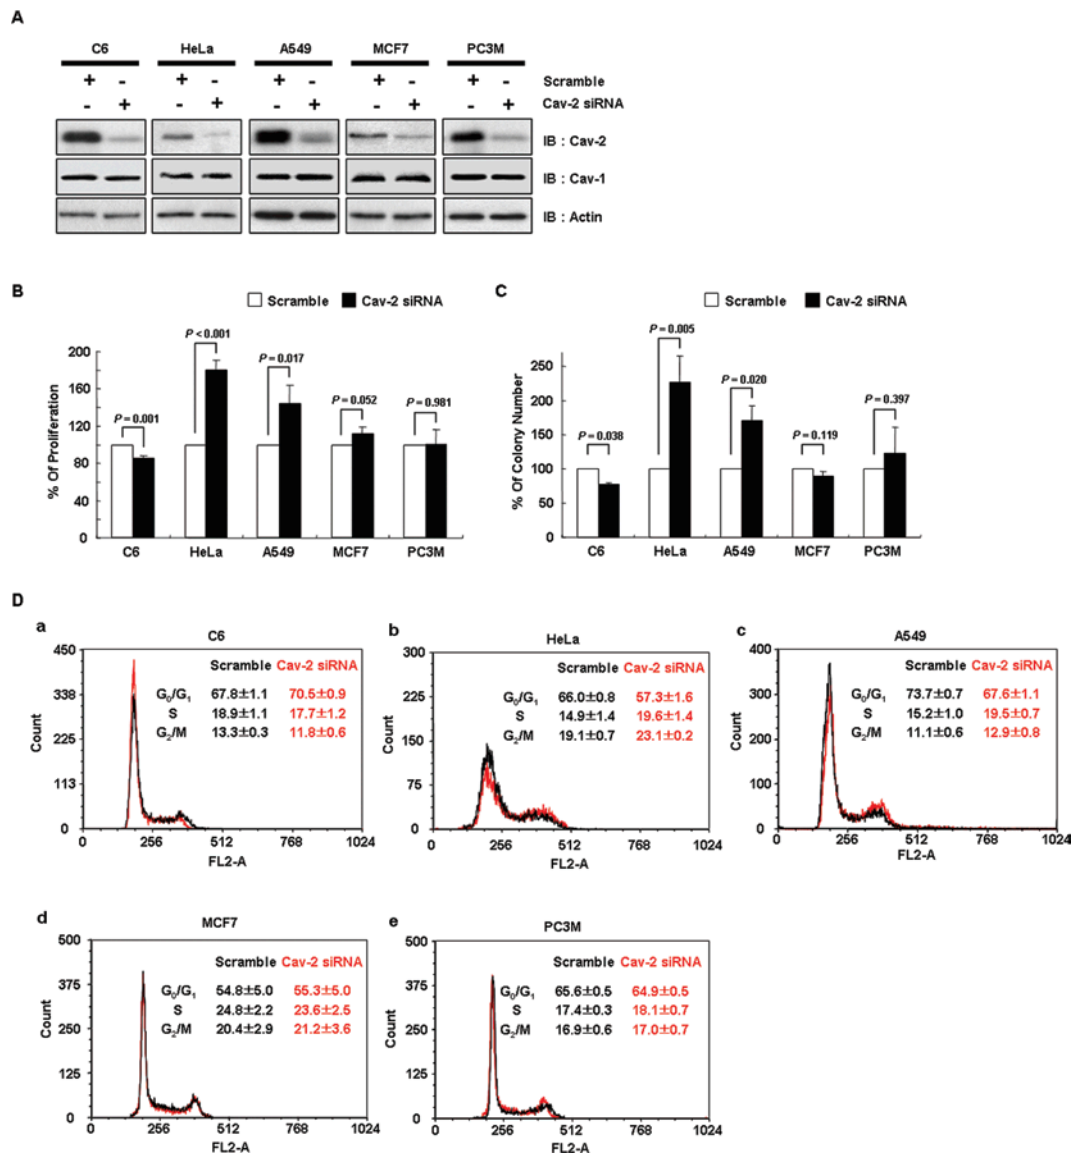 A
C6 HeLa A549 MCF7 PC3M
+ - + - + - + - + - Scramble
- + - + - + - + - + Cav-2 siRNA
IB : Cav-2
IB : Cav-1
IB : Actin
B
Scramble Cav-2 siRNA
% Of Proliferation
200
160
120
80
40
0
P = 0.001
P < 0.001
P = 0.017
P = 0.052
P = 0.981
C6 HeLa A549 MCF7 PC3M
C
Scramble Cav-2 siRNA
% Of Colony Number
250
200
150
100
50
0
P = 0.038
P = 0.005
P = 0.020
P = 0.119
P = 0.397
C6 HeLa A549 MCF7 PC3M
D
a
C6
Count
450
338
225
113
0
Scramble Cav-2 siRNA
G0/G1 67.8±1.1 70.5±0.9
S 18.9±1.1 17.7±1.2
G2/M 13.3±0.3 11.8±0.6
0 256 512 768 1024
FL2-A
b
HeLa
Count
300
225
150
75
0
Scramble Cav-2 siRNA
G0/G1 66.0±0.8 57.3±1.6
S 14.9±1.4 19.6±1.4
G2/M 19.1±0.7 23.1±0.2
0 256 512 768 1024
FL2-A
c
A549
Count
400
300
200
100
0
Scramble Cav-2 siRNA
G0/G1 73.7±0.7 67.6±1.1
S 15.2±1.0 19.5±0.7
G2/M 11.1±0.6 12.9±0.8
0 256 512 768 1024
FL2-A
d
MCF7
Count
500
375
250
125
0
Scramble Cav-2 siRNA
G0/G1 54.8±5.0 55.3±5.0
S 24.8±2.2 23.6±2.5
G2/M 20.4±2.9 21.2±3.6
0 256 512 768 1024
FL2-A
e
PC3M
Count
500
375
250
125
0
Scramble Cav-2 siRNA
G0/G1 65.6±0.5 64.9±0.5
S 17.4±0.3 18.1±0.7
G2/M 16.9±0.6 17.0±0.7
0 256 512 768 1024
FL2-A